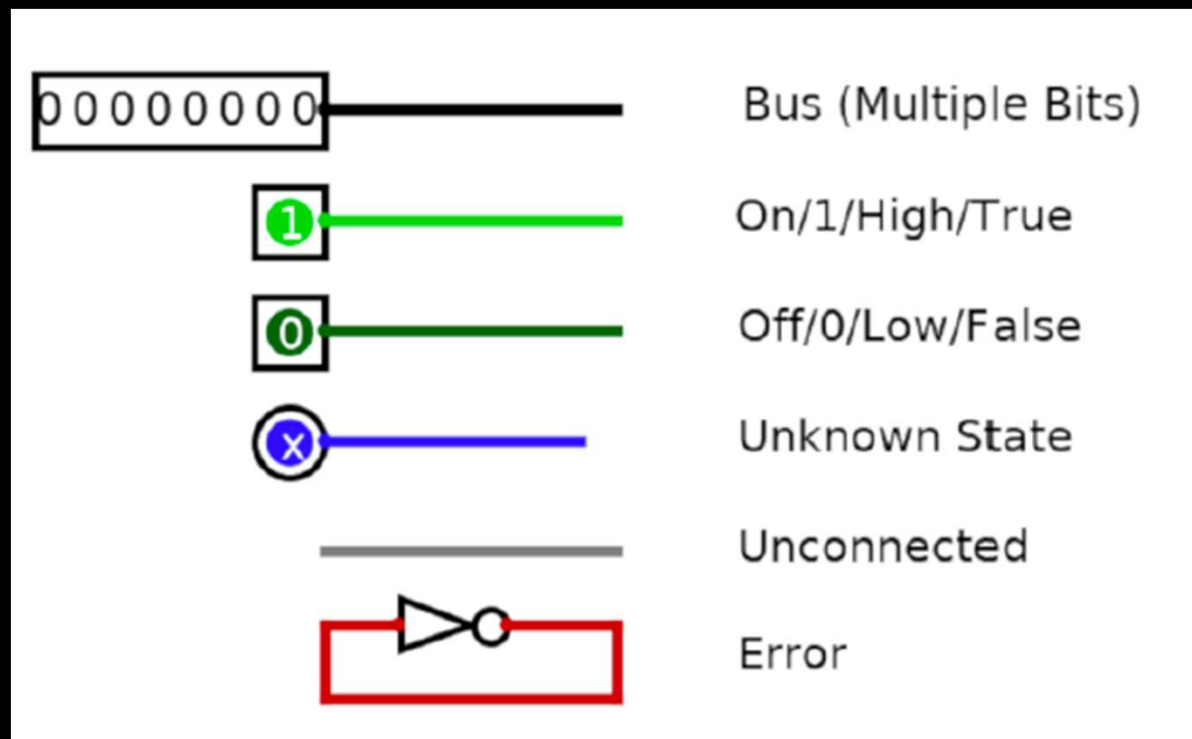 00000000 Bus (Multiple Bits)
1 On/1/High/True
0 Off/0/Low/False
x Unknown State
Unconnected
Error